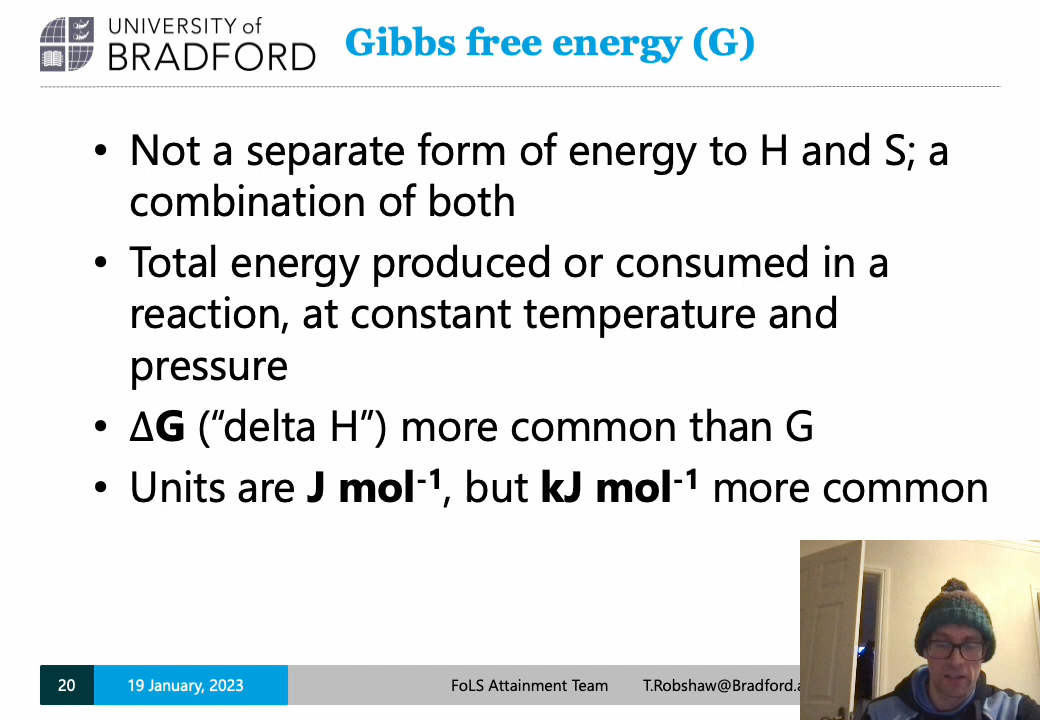 UNIVERSITY of
BRADFORD
Gibbs free energy (G)
• Not a separate form of energy to H and S; a
combination of both
• Total energy produced or consumed in a
reaction, at constant temperature and
pressure
• ΔG (“delta H”) more common than G
• Units are J mol⁻¹, but kJ mol⁻¹ more common
20
19 January, 2023
FoLS Attainment Team
T.Robshaw@Bradford.a